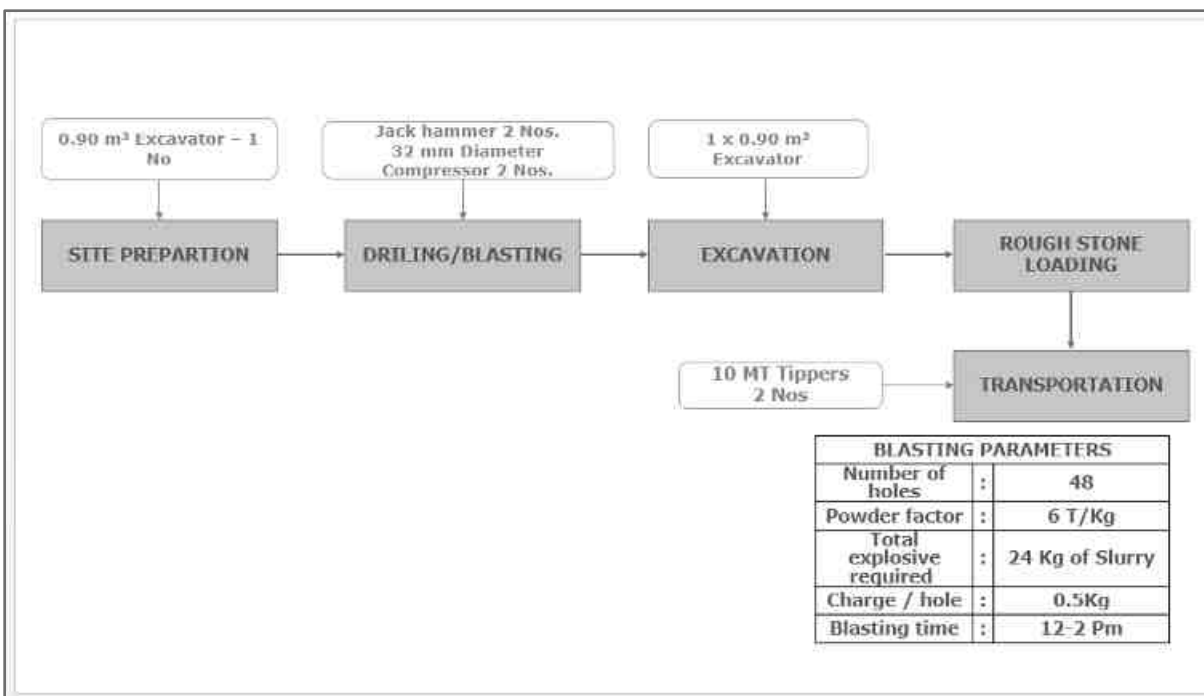 0.90 m³ Excavator – 1
No
Jack hammer 2 Nos.
32 mm Diameter
Compressor 2 Nos.
1 x 0.90 m³
Excavator
SITE PREPARTION
DRILING/BLASTING
EXCAVATION
ROUGH STONE
LOADING
10 MT Tippers
2 Nos
TRANSPORTATION
BLASTING PARAMETERS
Number of
holes : 48
Powder factor : 6 T/Kg
Total
explosive
required : 24 Kg of Slurry
Charge / hole : 0.5Kg
Blasting time : 12-2 Pm